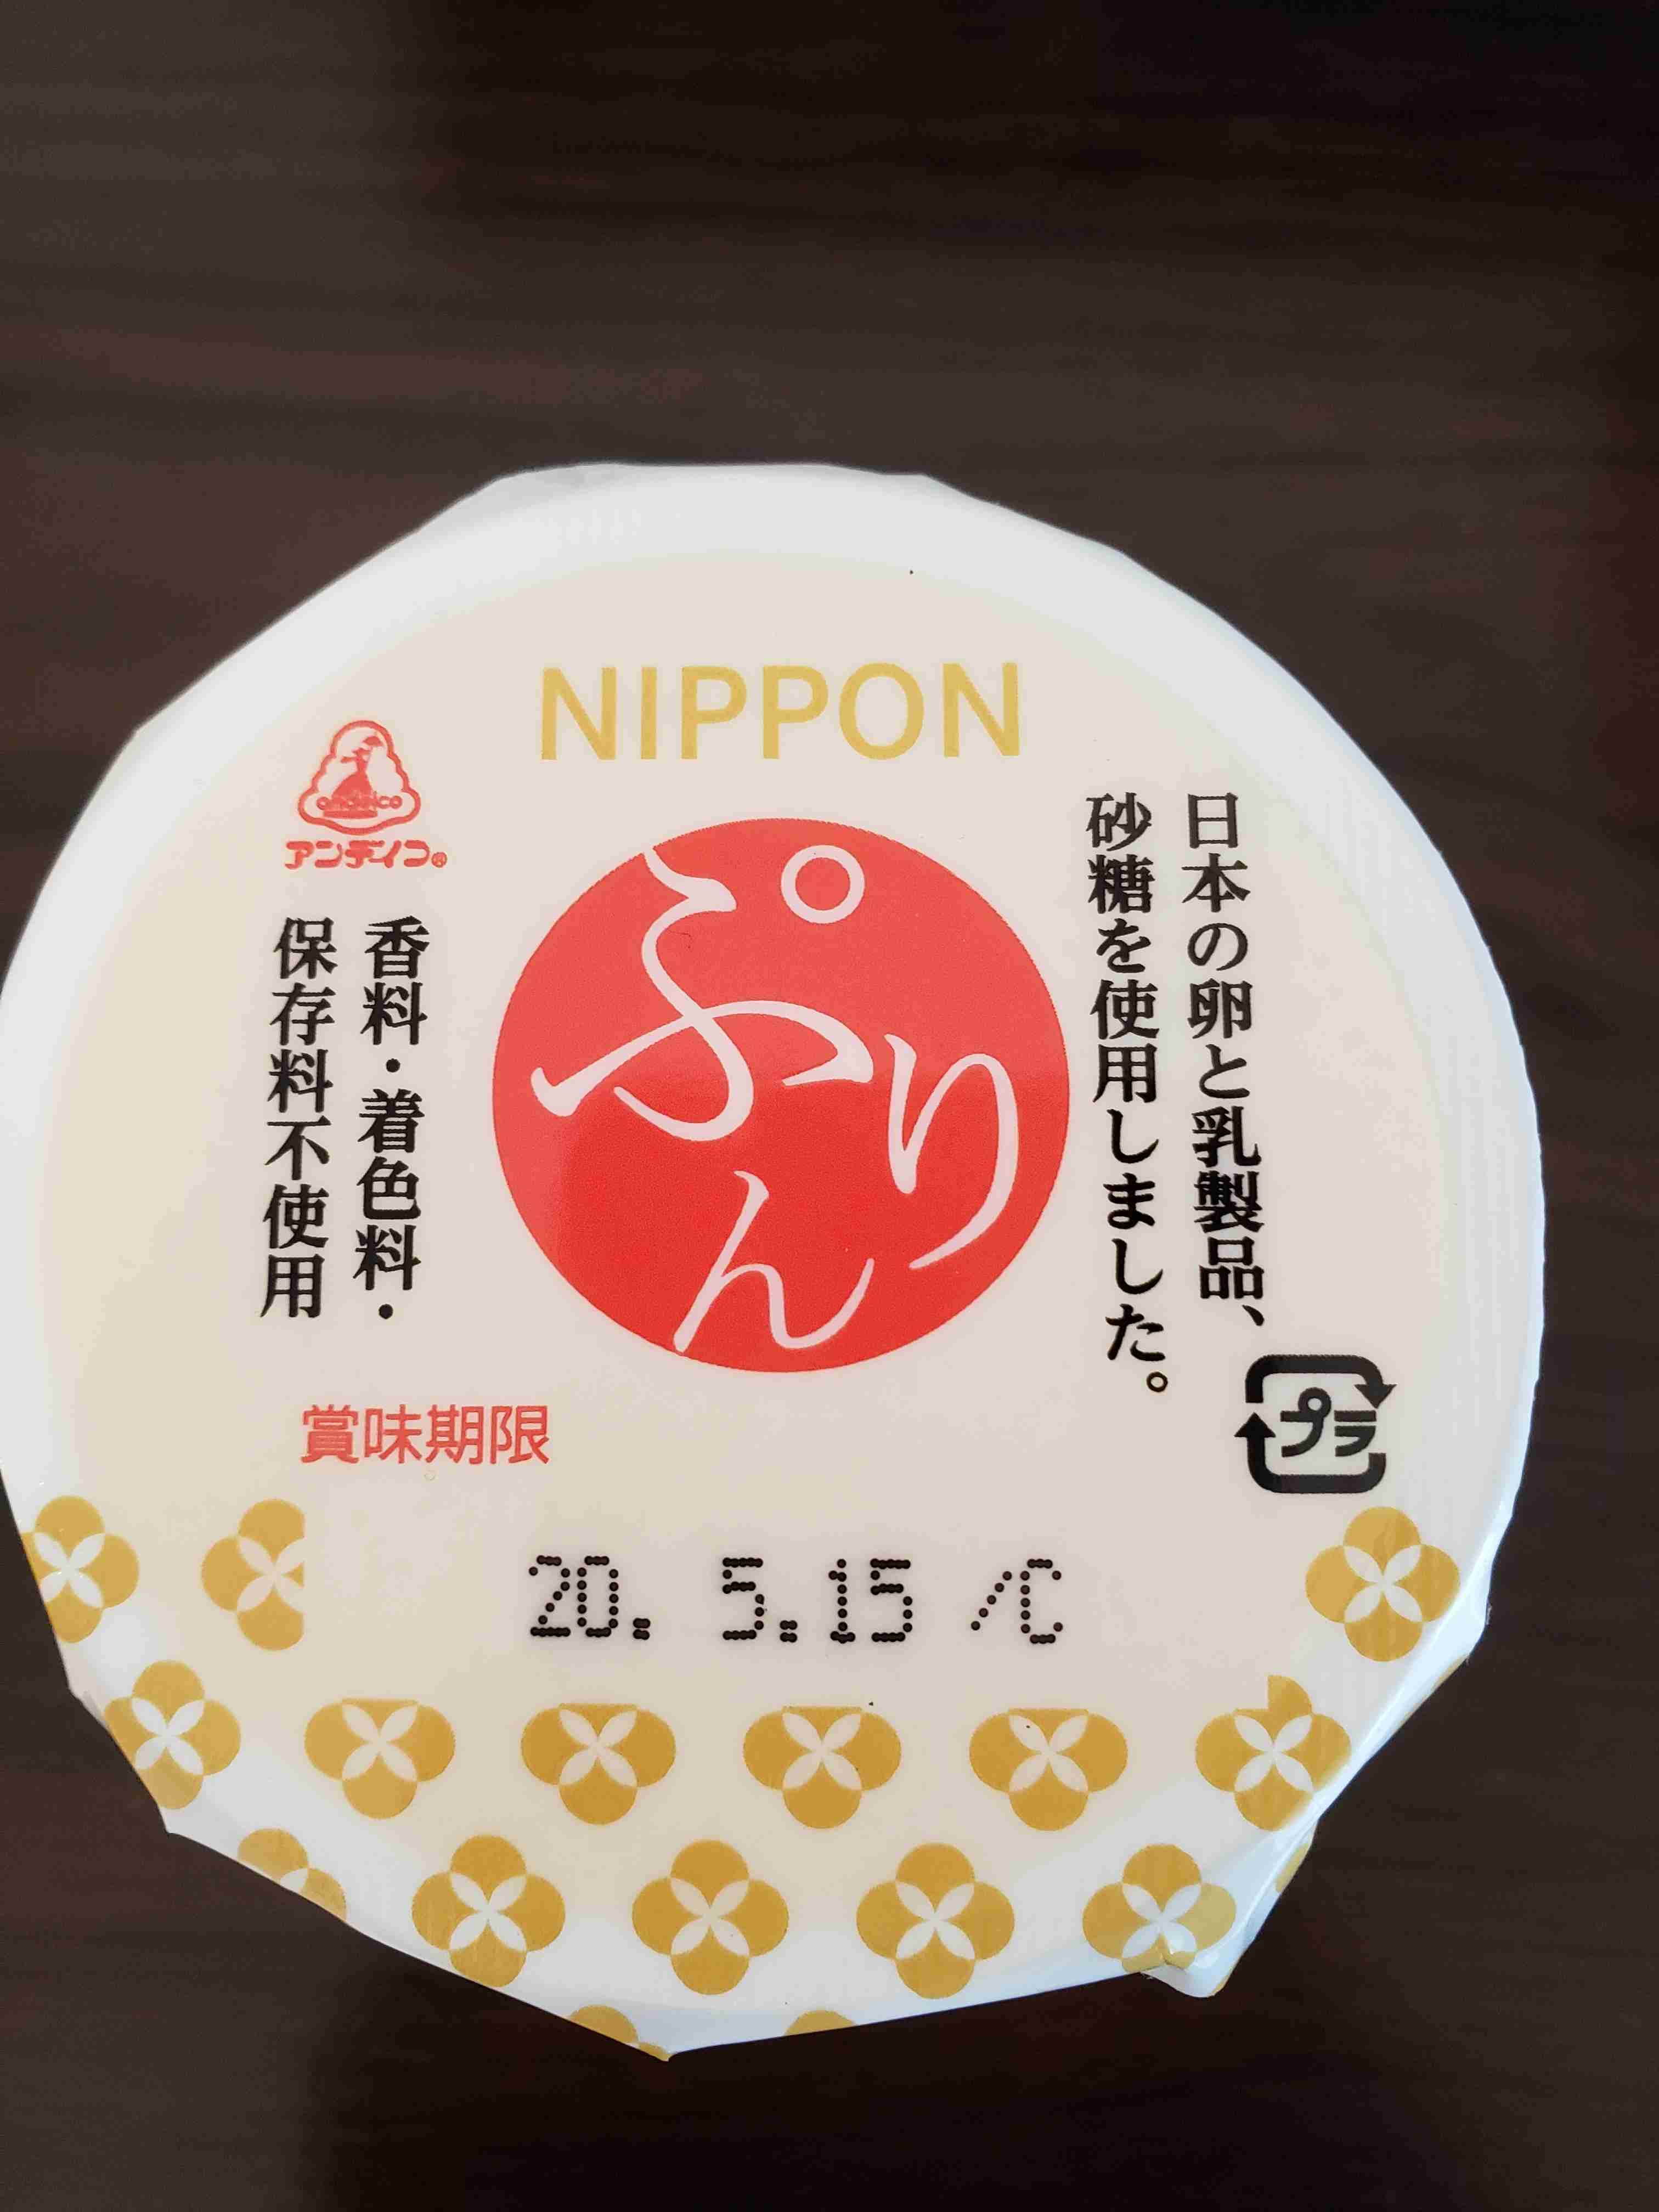 NIPPON
ぷりん
日本の卵と乳製品、
砂糖を使用しました。
andeico
アンデイコ®
香料・着色料・
保存料不使用
プラ
賞味期限
20. 5.15 /C